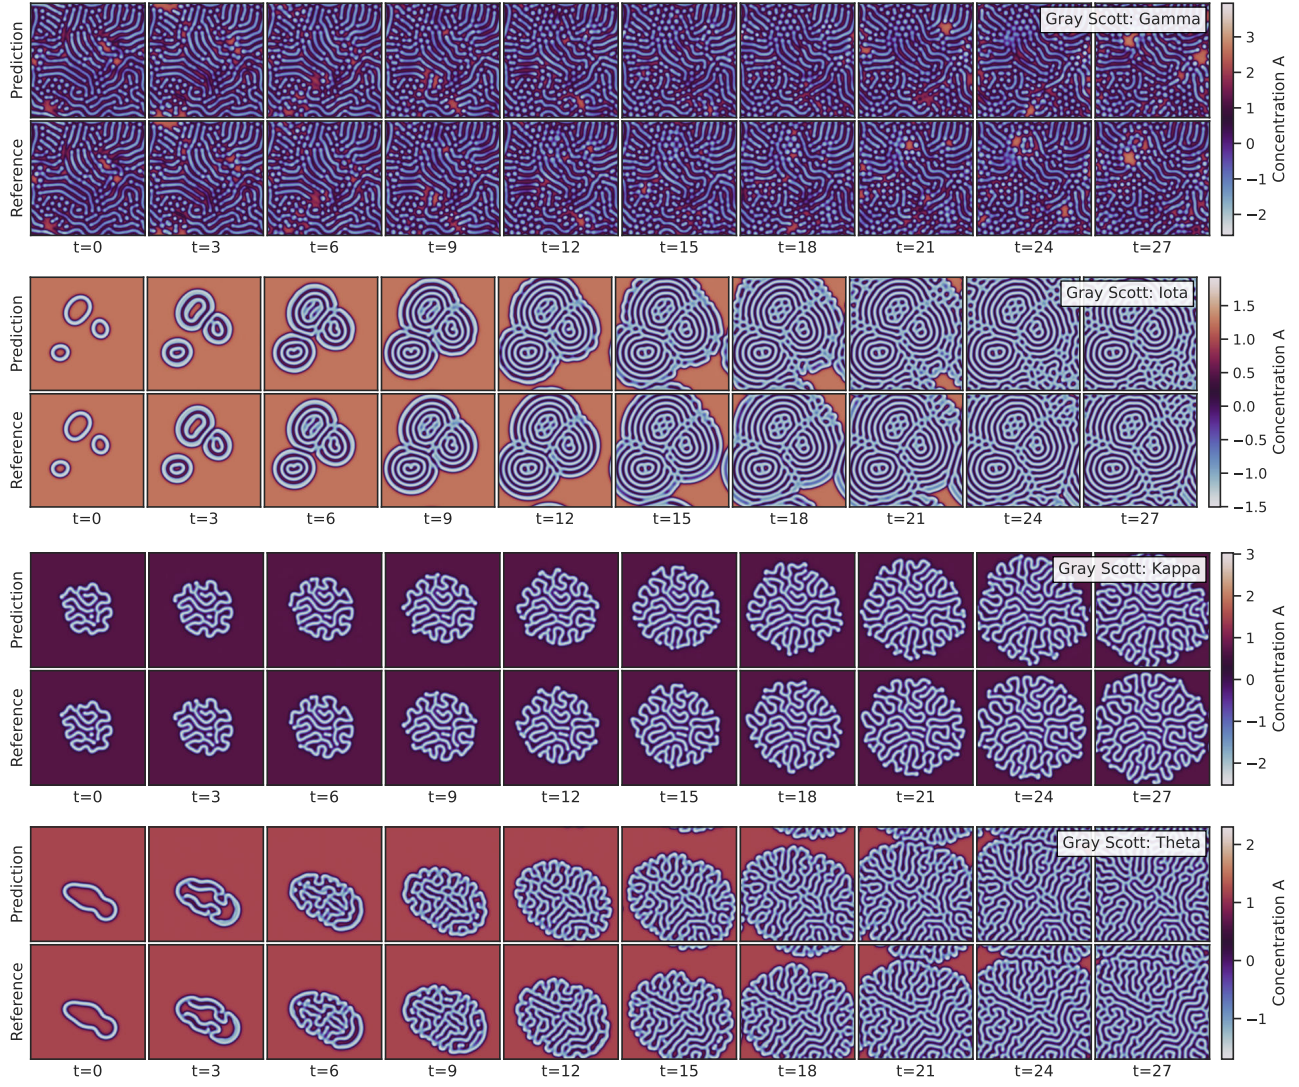 Gray Scott: Gamma
Prediction
Reference
t=0 t=3 t=6 t=9 t=12 t=15 t=18 t=21 t=24 t=27
3
2
1
0
−1
−2
Concentration A
Gray Scott: Iota
Prediction
Reference
t=0 t=3 t=6 t=9 t=12 t=15 t=18 t=21 t=24 t=27
1.5
1.0
0.5
0.0
−0.5
−1.0
−1.5
Concentration A
Gray Scott: Kappa
Prediction
Reference
t=0 t=3 t=6 t=9 t=12 t=15 t=18 t=21 t=24 t=27
3
2
1
0
−1
−2
Concentration A
Gray Scott: Theta
Prediction
Reference
t=0 t=3 t=6 t=9 t=12 t=15 t=18 t=21 t=24 t=27
2
1
0
−1
Concentration A